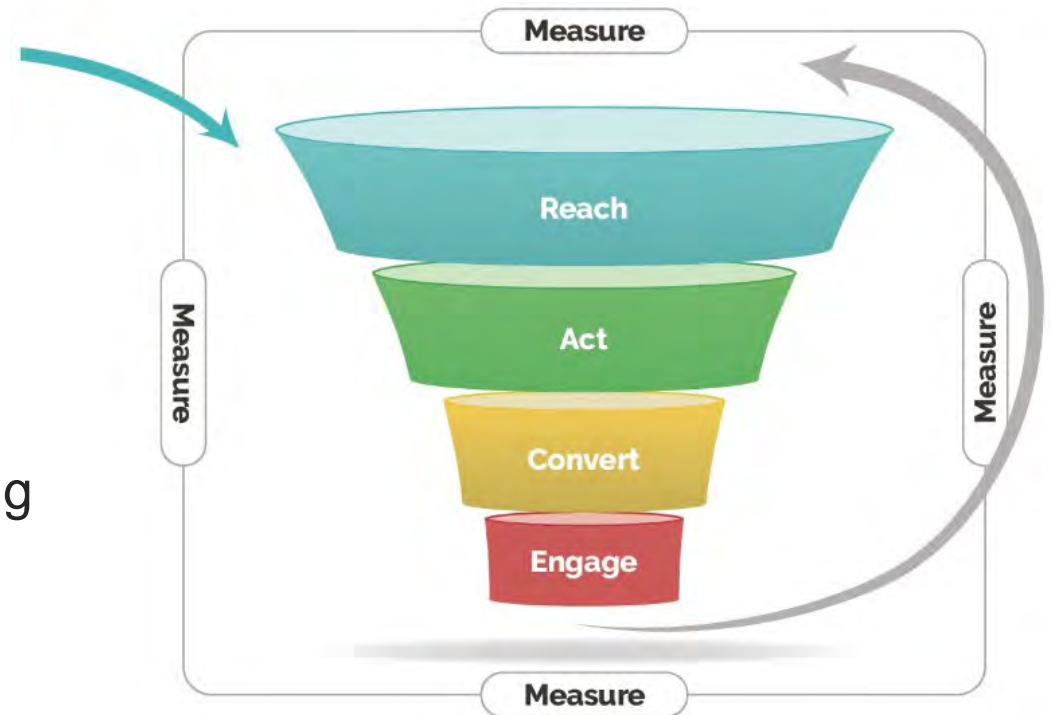 Measure
Reach
Measure
Act
Measure
Convert
g
Engage
Measure